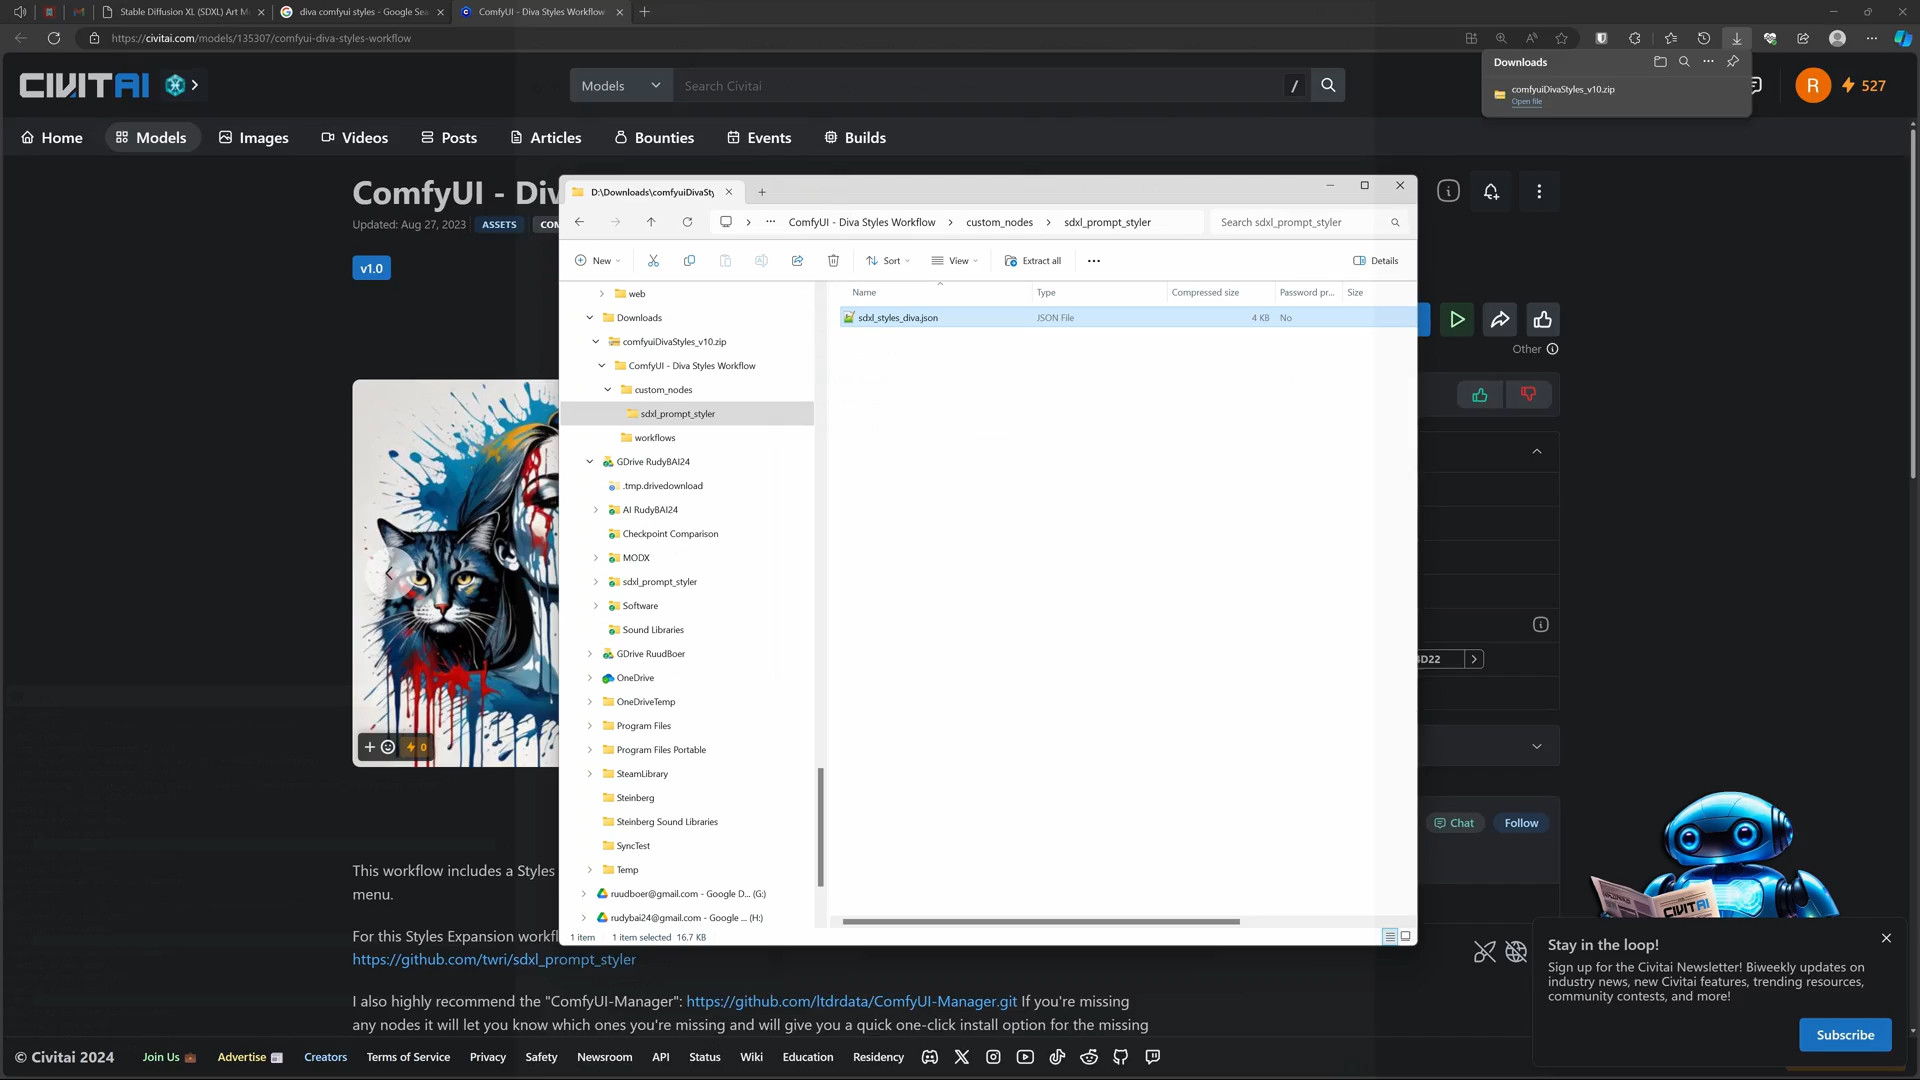 Stable Diffusion XL (SDXL) Art M
diva comfyui styles - Google Sea
ComfyUI - Diva Styles Workflow
https://civitai.com/models/135307/comfyui-diva-styles-workflow
Downloads
comfyuiDivaStyles_v10.zip
Open file
CIVITAI
Models
Search Civitai
/
R
527
Home
Models
Images
Videos
Posts
Articles
Bounties
Events
Builds
ComfyUI - Div
Updated: Aug 27, 2023
ASSETS
COM
v1.0
D:\Downloads\comfyuiDivaSty
ComfyUI - Diva Styles Workflow
custom_nodes
sdxl_prompt_styler
Search sdxl_prompt_styler
New
Sort
View
Extract all
Details
Name
Type
Compressed size
Password pr...
Size
sdxl_styles_diva.json
JSON File
4 KB
No
web
Downloads
comfyuiDivaStyles_v10.zip
ComfyUI - Diva Styles Workflow
custom_nodes
sdxl_prompt_styler
workflows
GDrive RudyBAI24
.tmp.drivedownload
AI RudyBAI24
Checkpoint Comparison
MODX
sdxl_prompt_styler
Software
Sound Libraries
GDrive RuudBoer
OneDrive
OneDriveTemp
Program Files
Program Files Portable
SteamLibrary
Steinberg
Steinberg Sound Libraries
SyncTest
Temp
ruudboer@gmail.com - Google D... (G:)
rudybai24@gmail.com - Google ... (H:)
1 item
1 item selected 16.7 KB
Other
D22
Chat
Follow
0
This workflow includes a Styles
menu.
For this Styles Expansion workfl
https://github.com/twri/sdxl_prompt_styler
I also highly recommend the "ComfyUI-Manager": https://github.com/ltdrdata/ComfyUI-Manager.git If you're missing
any nodes it will let you know which ones you're missing and will give you a quick one-click install option for the missing
CIVITAI
Stay in the loop!
Sign up for the Civitai Newsletter! Biweekly updates on
industry news, new Civitai features, trending resources,
community contests, and more!
Subscribe
© Civitai 2024
Join Us
Advertise
Creators
Terms of Service
Privacy
Safety
Newsroom
API
Status
Wiki
Education
Residency